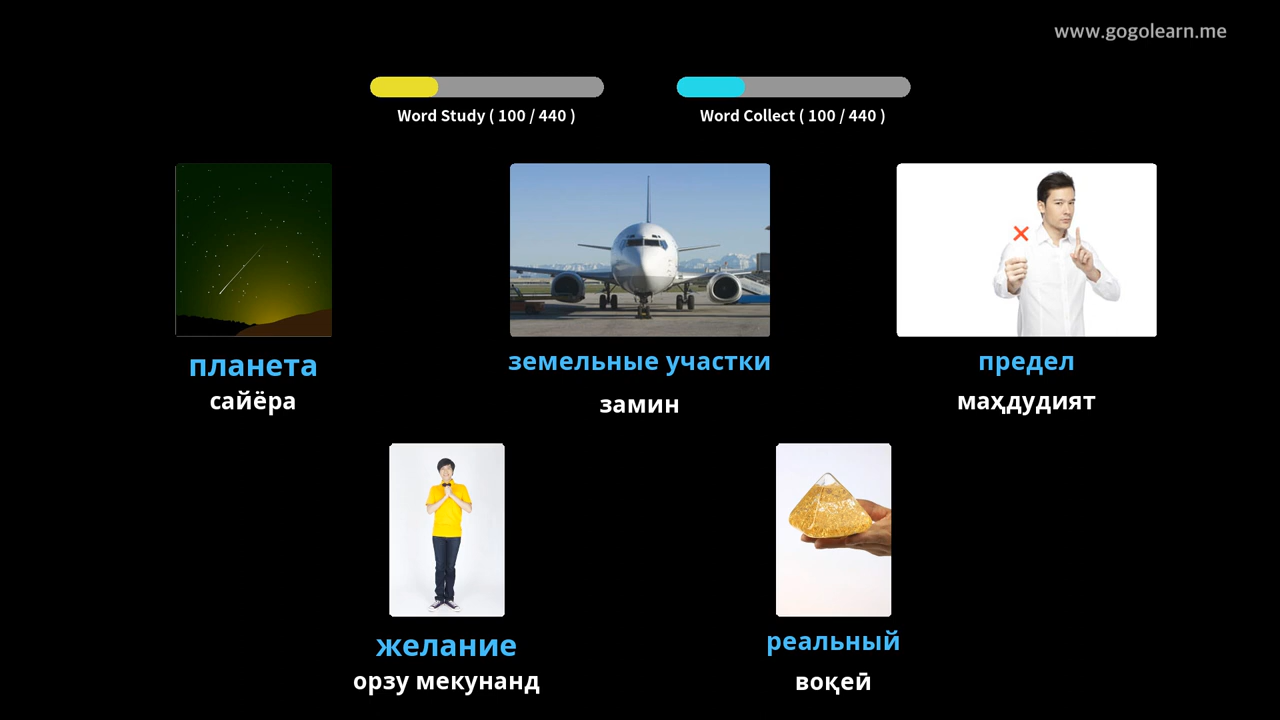 www.gogolearn.me
Word Study ( 100 / 440 )
Word Collect ( 100 / 440 )
планета
сайёра
земельные участки
замин
предел
маҳдудият
желание
орзу мекунанд
реальный
воқеӣ